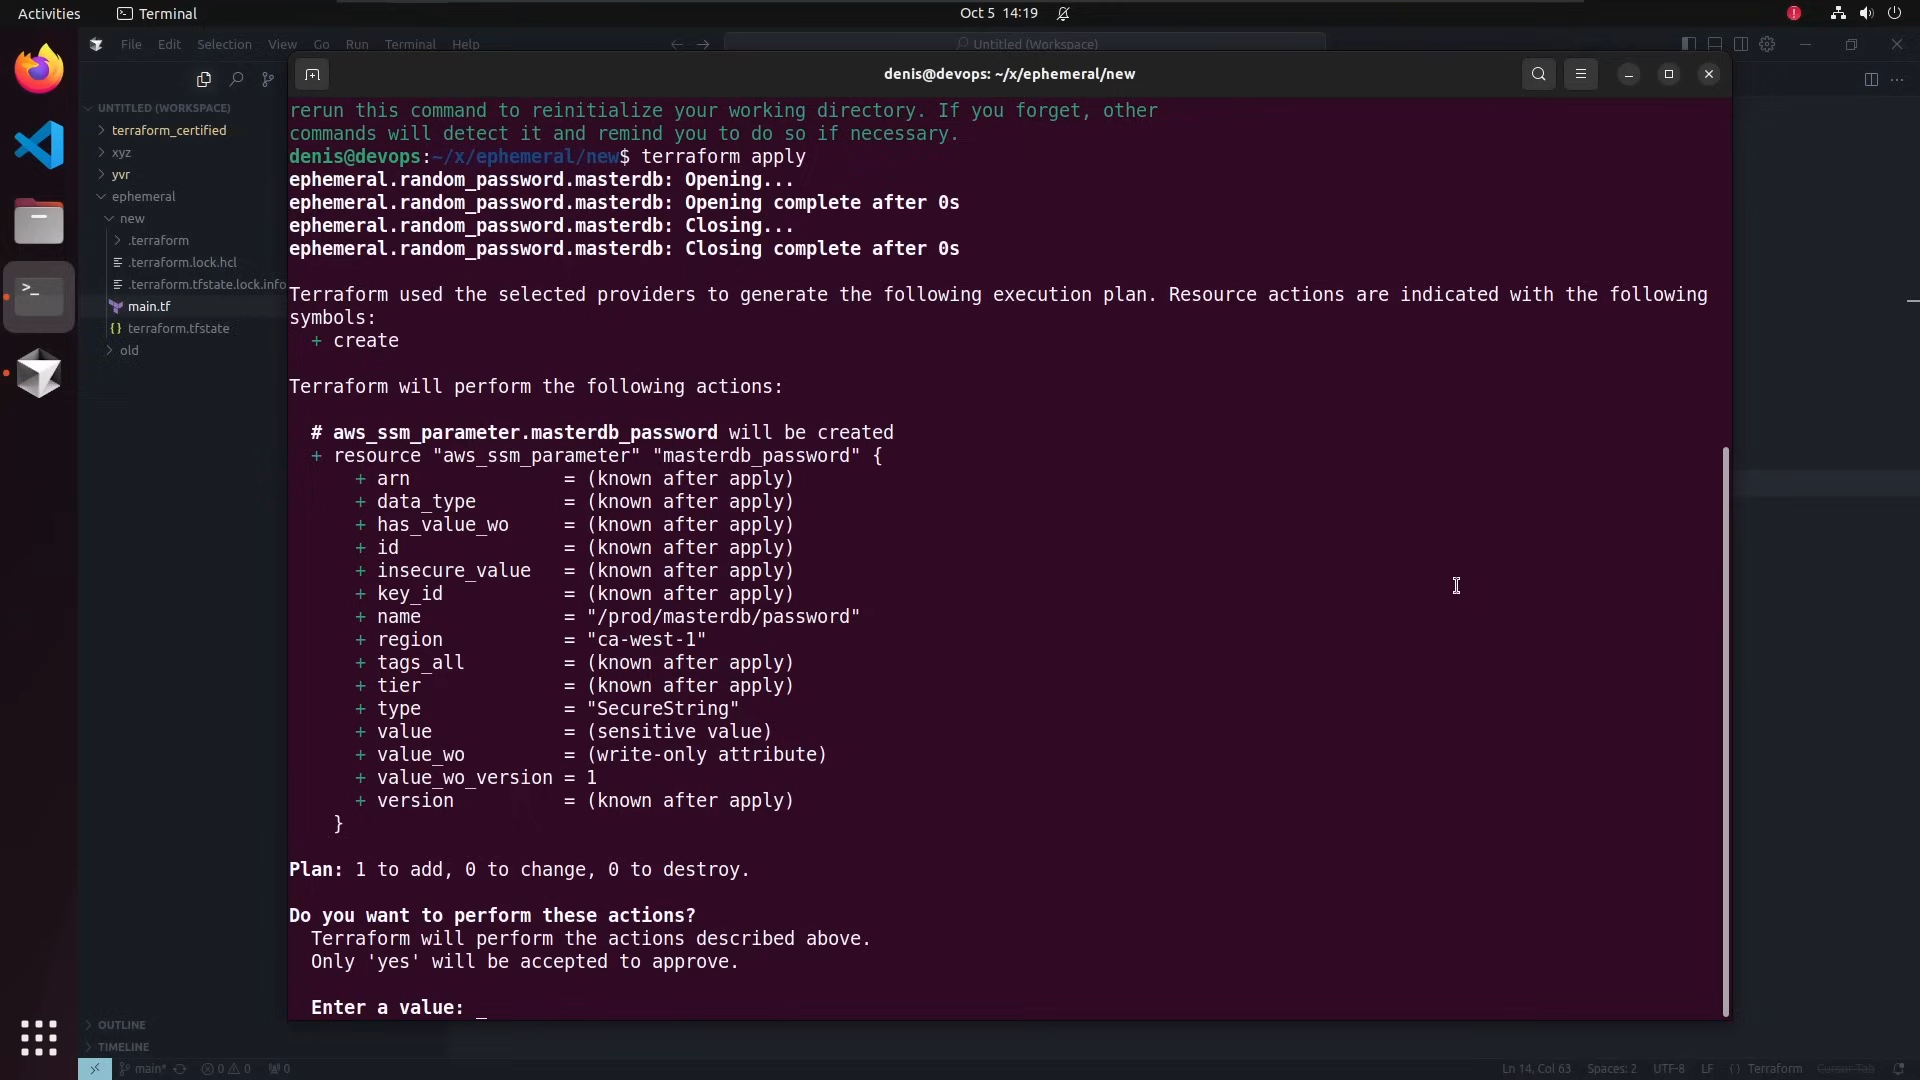 Activities
Terminal
Oct 5 14:19
File Edit Selection View Go Run Terminal Help
Untitled (Workspace)
denis@devops: ~/x/ephemeral/new
UNTITLED (WORKSPACE)
terraform_certified
xyz
yvr
ephemeral
new
.terraform
.terraform.lock.hcl
.terraform.tfstate.lock.info
main.tf
terraform.tfstate
old
OUTLINE
TIMELINE
rerun this command to reinitialize your working directory. If you forget, other
commands will detect it and remind you to do so if necessary.
denis@devops:~/x/ephemeral/new$ terraform apply
ephemeral.random_password.masterdb: Opening...
ephemeral.random_password.masterdb: Opening complete after 0s
ephemeral.random_password.masterdb: Closing...
ephemeral.random_password.masterdb: Closing complete after 0s
Terraform used the selected providers to generate the following execution plan. Resource actions are indicated with the following
symbols:
+ create
Terraform will perform the following actions:
# aws_ssm_parameter.masterdb_password will be created
+ resource "aws_ssm_parameter" "masterdb_password" {
+ arn = (known after apply)
+ data_type = (known after apply)
+ has_value_wo = (known after apply)
+ id = (known after apply)
+ insecure_value = (known after apply)
+ key_id = (known after apply)
+ name = "/prod/masterdb/password"
+ region = "ca-west-1"
+ tags_all = (known after apply)
+ tier = (known after apply)
+ type = "SecureString"
+ value = (sensitive value)
+ value_wo = (write-only attribute)
+ value_wo_version = 1
+ version = (known after apply)
}
Plan: 1 to add, 0 to change, 0 to destroy.
Do you want to perform these actions?
Terraform will perform the actions described above.
Only 'yes' will be accepted to approve.
Enter a value: _
main* 0 0 0
Ln 14, Col 63 Spaces: 2 UTF-8 LF {} Terraform Cursor Tab